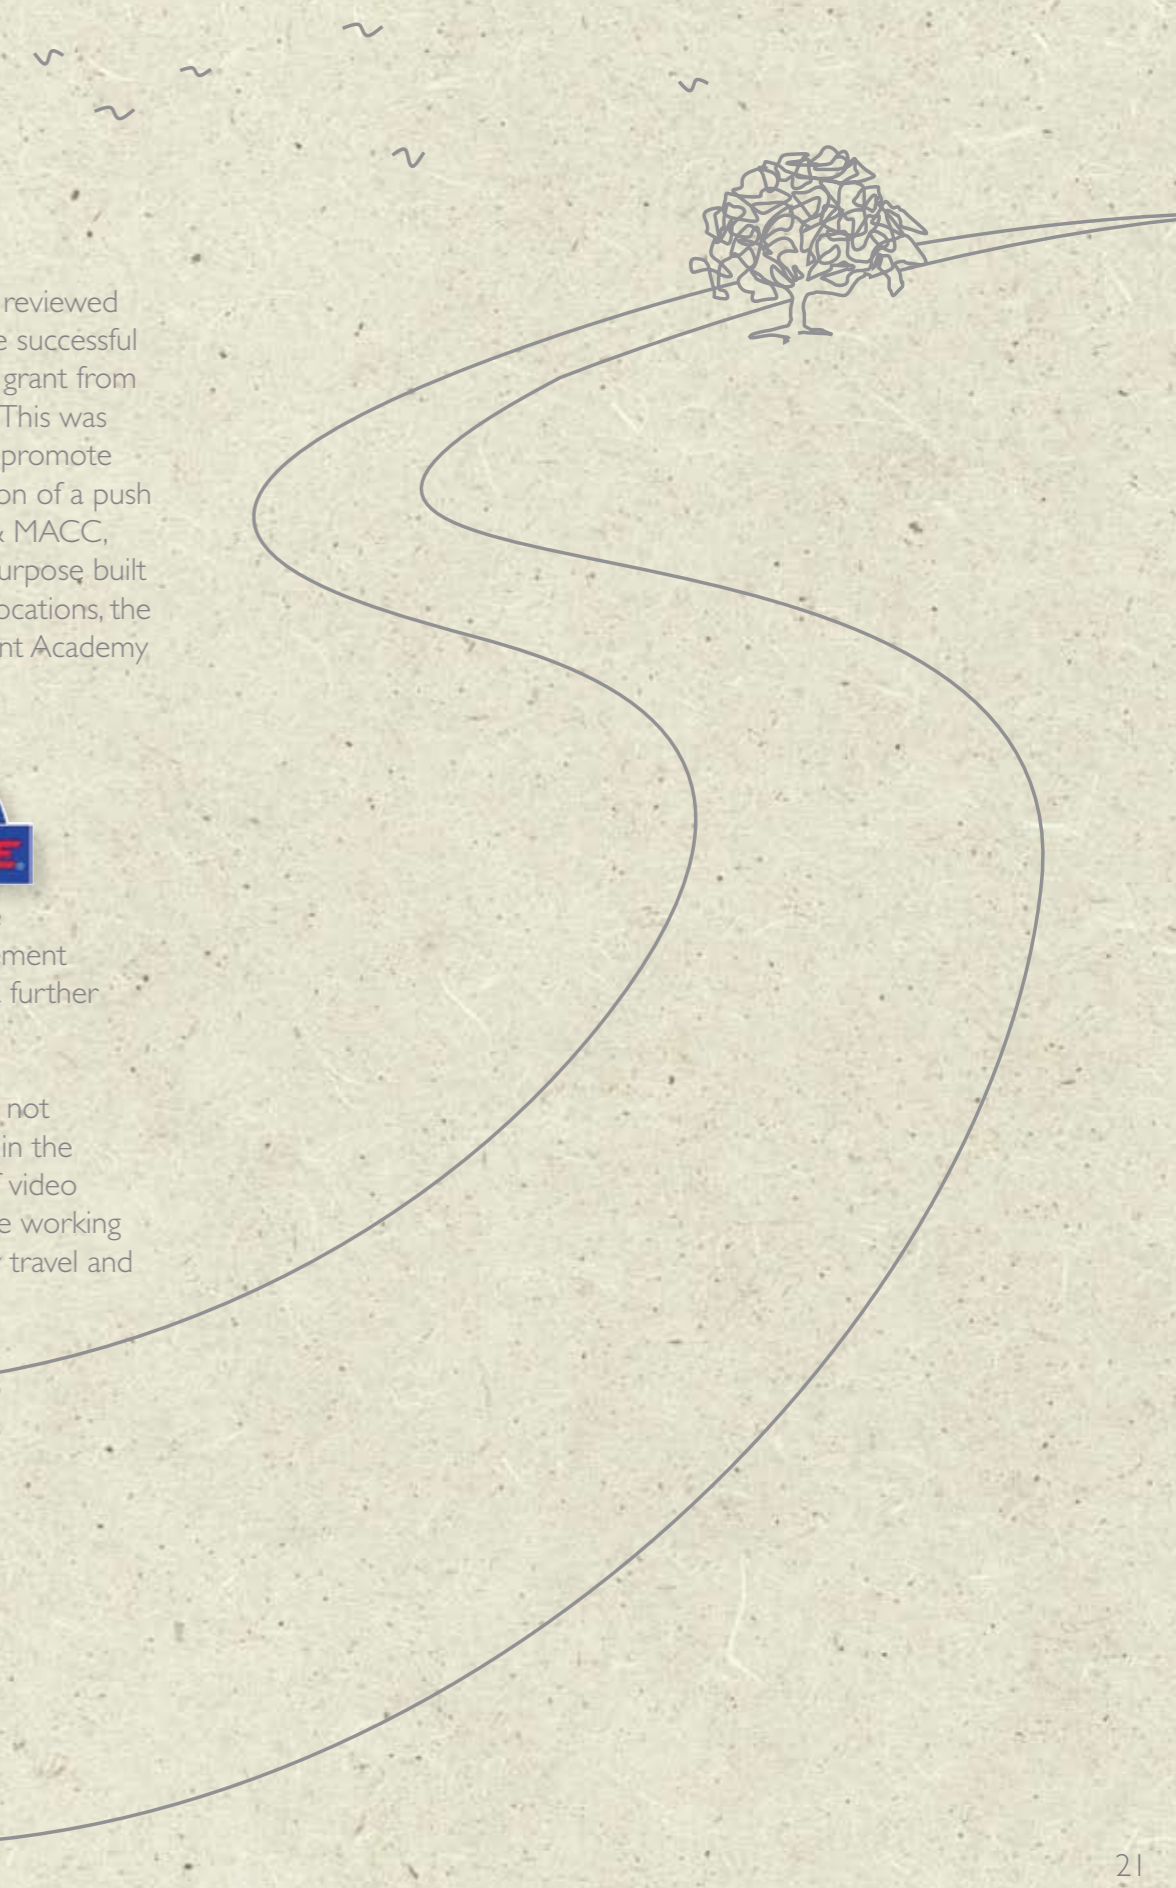 reviewed
e successful
grant from
This was
promote
on of a push
& MACC,
urpose built
ocations, the
nt Academy
E®
ement
further
not
in the
f video
e working
travel and
21